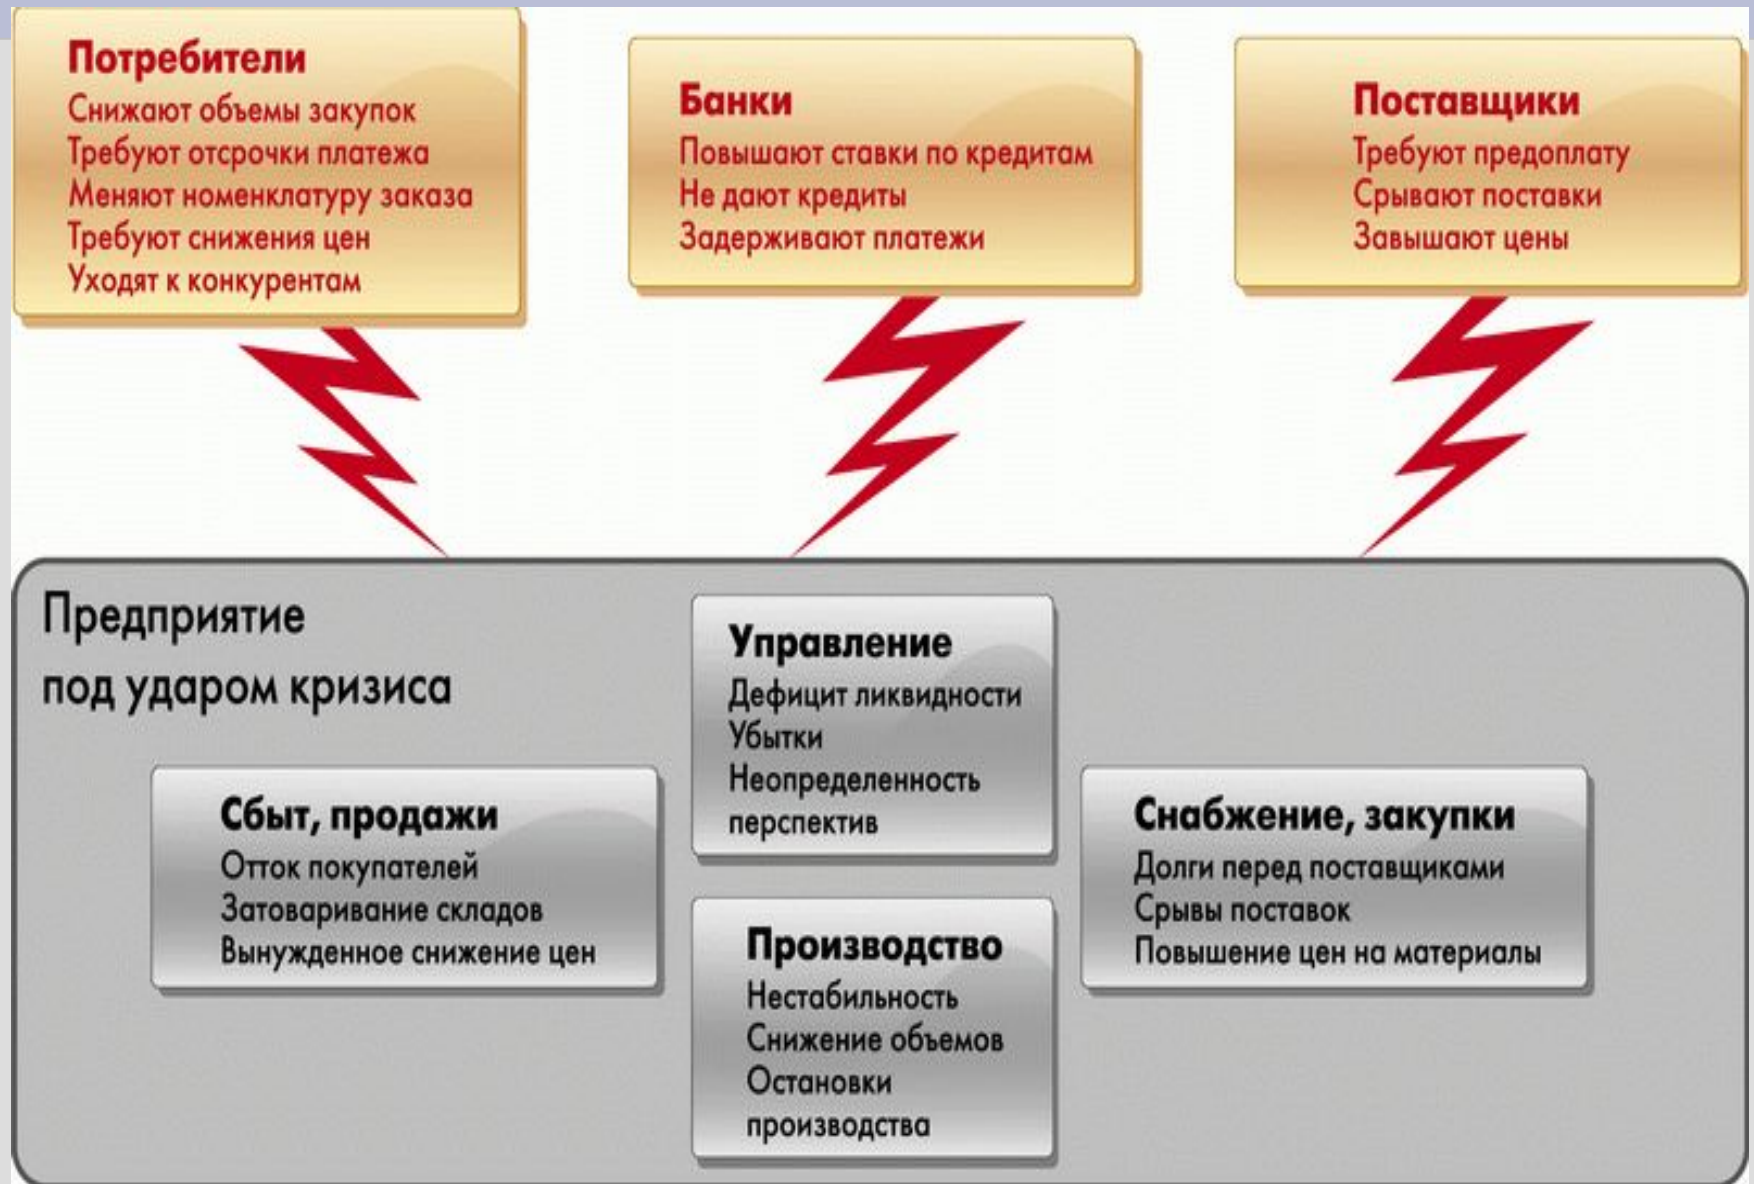 Потребители
Снижают объемы закупок
Требуют отсрочки платежа
Меняют номенклатуру заказа
Требуют снижения цен
Уходят к конкурентам
Банки
Повышают ставки по кредитам
Не дают кредиты
Задерживают платежи
Поставщики
Требуют предоплату
Срывают поставки
Завышают цены
Предприятие
под ударом кризиса
Управление
Дефицит ликвидности
Убытки
Неопределенность
перспектив
Сбыт, продажи
Отток покупателей
Затоваривание складов
Вынужденное снижение цен
Производство
Нестабильность
Снижение объемов
Остановки
производства
Снабжение, закупки
Долги перед поставщиками
Срывы поставок
Повышение цен на материалы